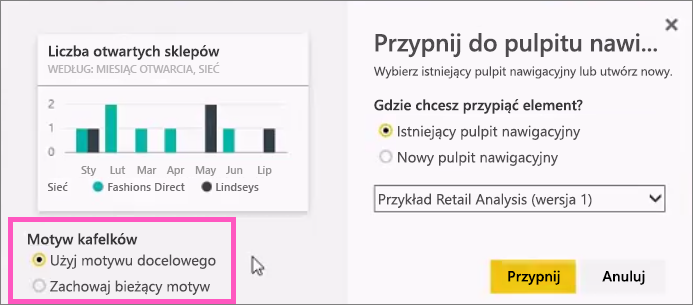 Liczba otwartych sklepów
WEDŁUG: MIESIĄC OTWARCIA, SIEĆ
2
1
0
Sty Lut Mar Apr May Jun Lip
Sieć Fashions Direct Lindseys
Motyw kafelków
Użyj motywu docelowego
Zachowaj bieżący motyw
Przypnij do pulpitu nawi...
Wybierz istniejący pulpit nawigacyjny lub utwórz nowy.
Gdzie chcesz przypiąć element?
Istniejący pulpit nawigacyjny
Nowy pulpit nawigacyjny
Przykład Retail Analysis (wersja 1)
Przypnij Anuluj